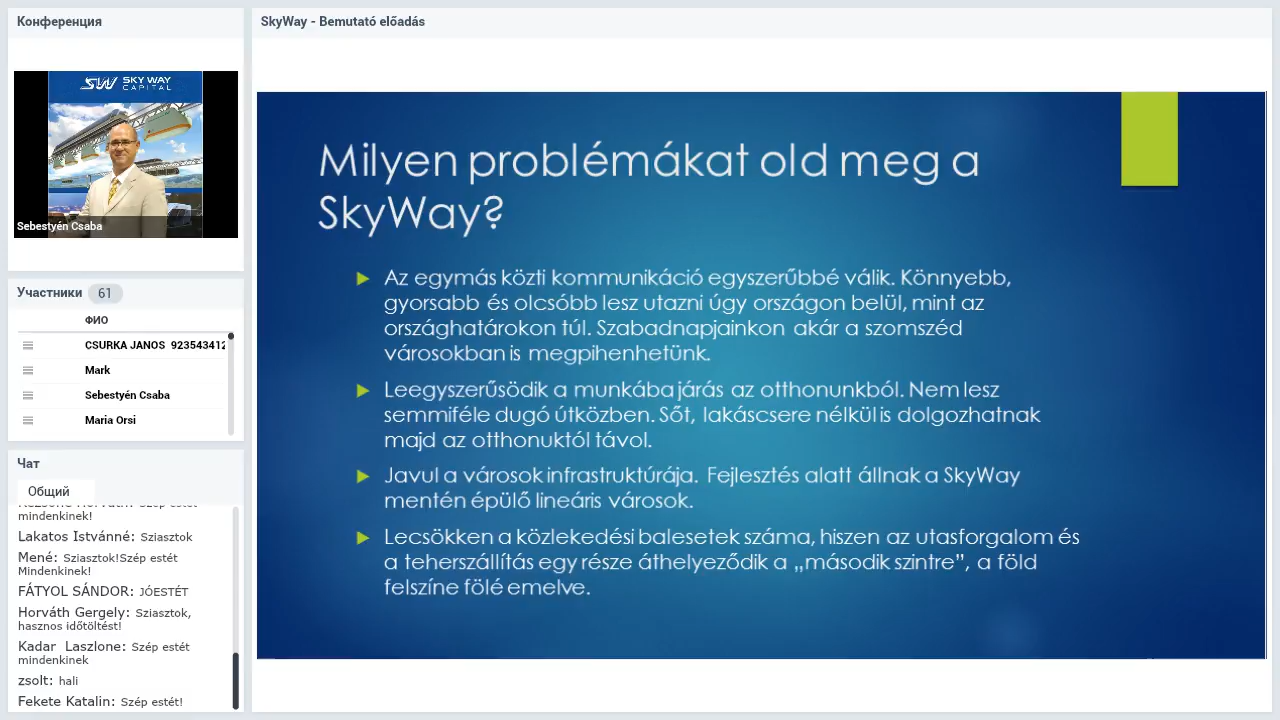 Конференция
SKY WAY
CAPITAL
Sebestyén Csaba
Участники 61
ФИО
CSURKA JANOS 923543412
Mark
Sebestyén Csaba
Maria Orsi
Чат
Общий
mindenkinek!
Lakatos Istvánné: Sziasztok
Mené: Sziasztok!Szép estét
Mindenkinek!
FÁTYOL SÁNDOR: JÓESTÉT
Horváth Gergely: Sziasztok,
hasznos időtöltést!
Kadar Laszlone: Szép estét
mindenkinek
zsolt: hali
Fekete Katalin: Szép estét!
SkyWay - Bemutató előadás
Milyen problémákat old meg a
SkyWay?
Az egymás közti kommunikáció egyszerűbbé válik. Könnyebb,
gyorsabb és olcsóbb lesz utazni úgy országon belül, mint az
országhatárokon túl. Szabadnapjainkon akár a szomszéd
városokban is megpihenhetünk.
Leegyszerűsödik a munkába járás az otthonunkból. Nem lesz
semmiféle dugó útközben. Sőt, lakáscsere nélkül is dolgozhatnak
majd az otthonuktól távol.
Javul a városok infrastruktúrája. Fejlesztés alatt állnak a SkyWay
mentén épülő lineáris városok.
Lecsökken a közlekedési balesetek száma, hiszen az utasforgalom és
a teherszállítás egy része áthelyeződik a „második szintre”, a föld
felszíne fölé emelve.